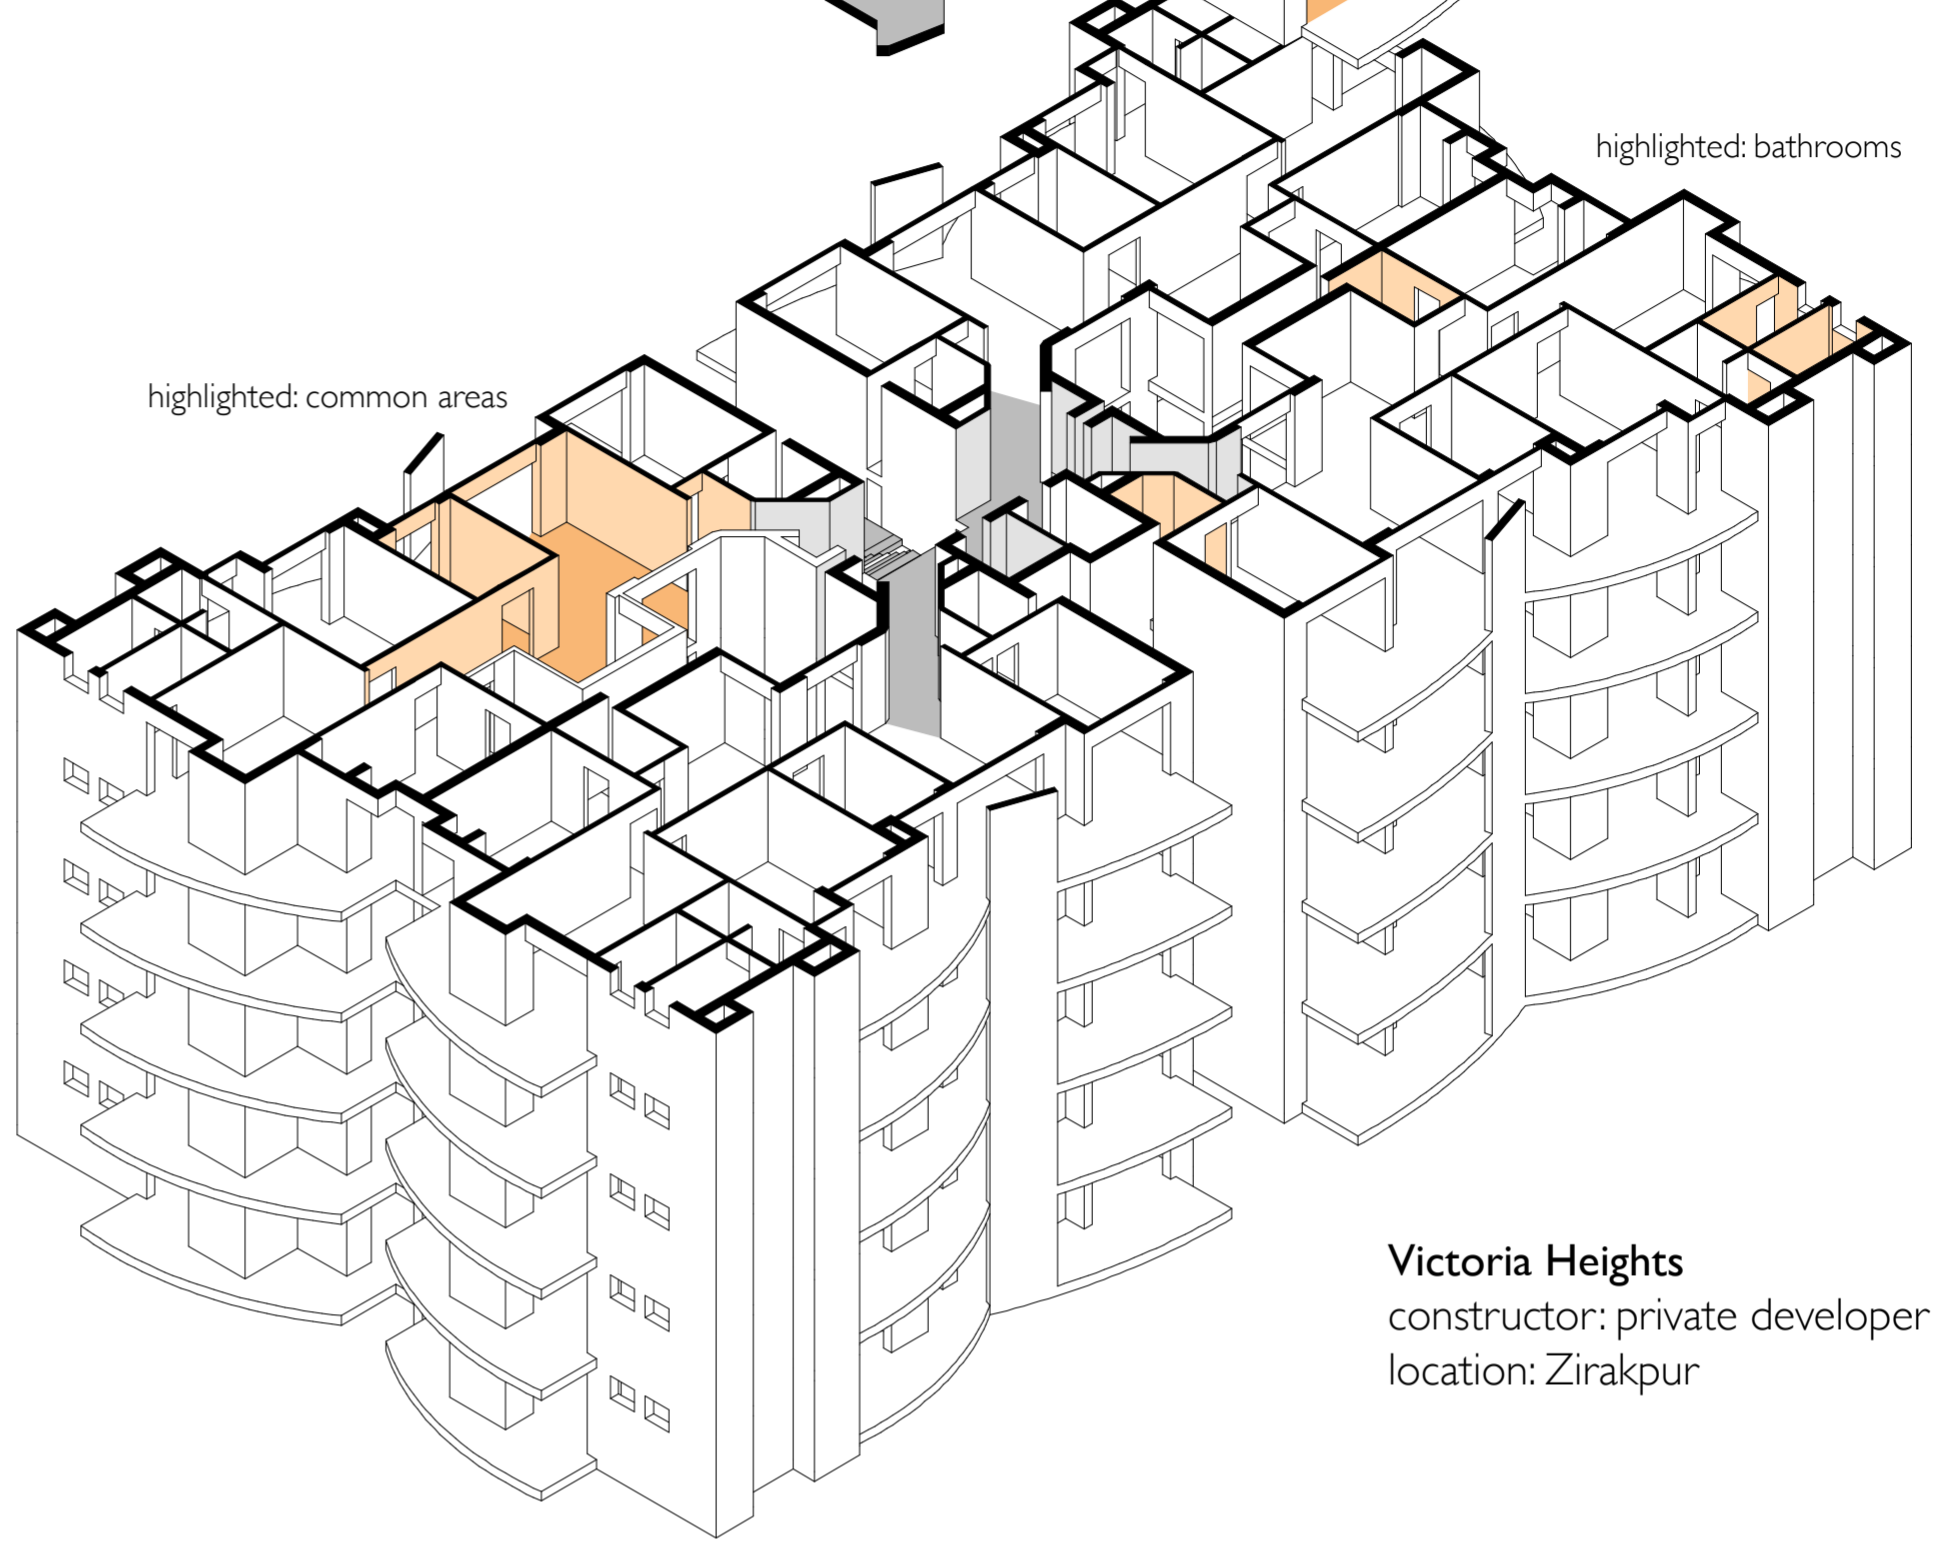 highlighted: bathrooms
highlighted: common areas
Victoria Heights
constructor: private developer
location: Zirakpur